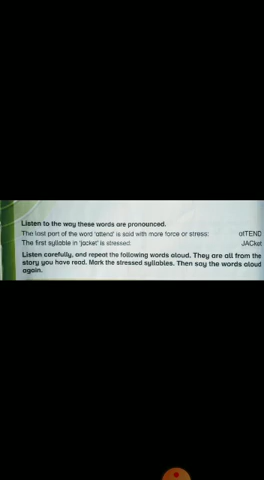 Listen to the way these words are pronounced.
The last part of the word 'attend' is said with more force or stress: atTEND
The first syllable in 'jacket' is stressed: JACket
Listen carefully, and repeat the following words aloud. They are all from the
story you have read. Mark the stressed syllables. Then say the words aloud
again.